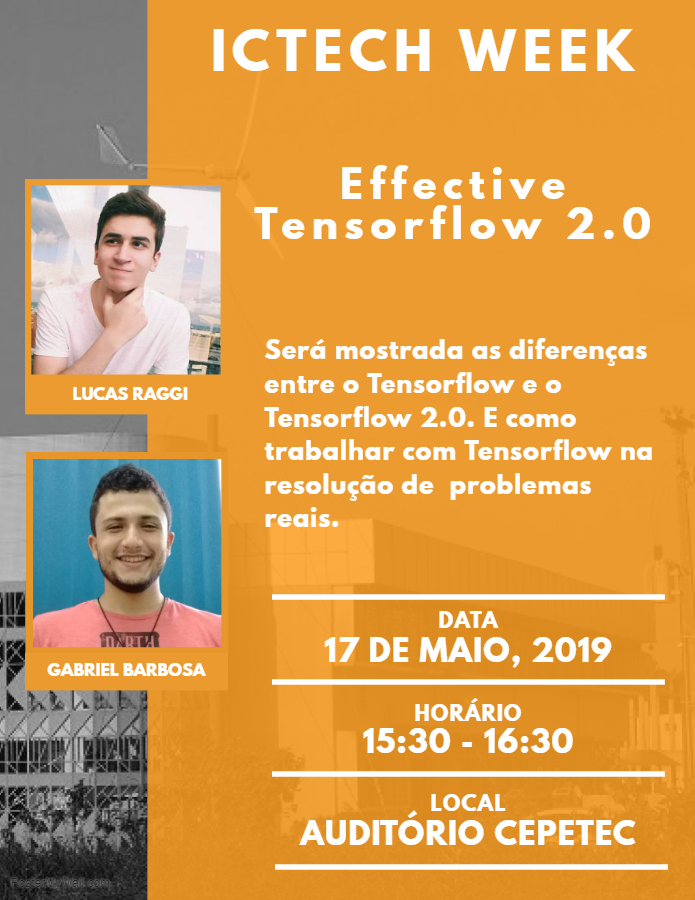 ICTECH WEEK
Effective
Tensorflow 2.0
LUCAS RAGGI
Será mostrada as diferenças
entre o Tensorflow e o
Tensorflow 2.0. E como
trabalhar com Tensorflow na
resolução de problemas
reais.
GABRIEL BARBOSA
DATA
17 DE MAIO, 2019
HORÁRIO
15:30 - 16:30
LOCAL
AUDITÓRIO CEPETEC
PosterMyWall.com